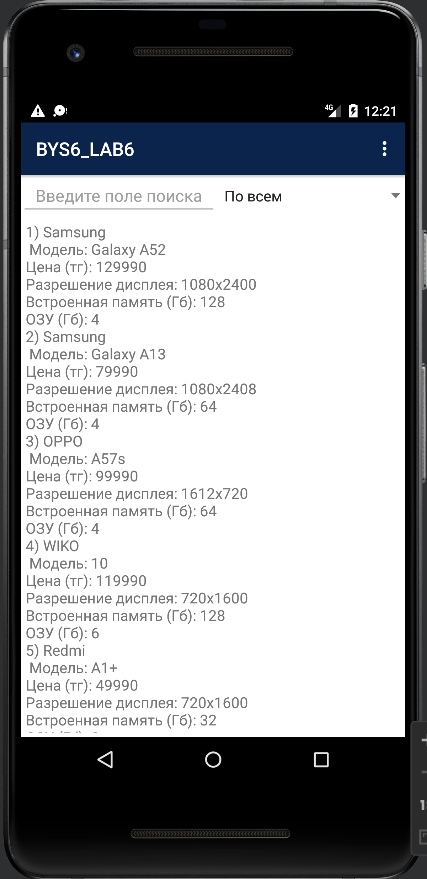 4G 12:21
BYS6_LAB6
Введите поле поиска По всем
1) Samsung
Модель: Galaxy A52
Цена (тг): 129990
Разрешение дисплея: 1080x2400
Встроенная память (Гб): 128
ОЗУ (Гб): 4
2) Samsung
Модель: Galaxy A13
Цена (тг): 79990
Разрешение дисплея: 1080x2408
Встроенная память (Гб): 64
ОЗУ (Гб): 4
3) OPPO
Модель: A57s
Цена (тг): 99990
Разрешение дисплея: 1612x720
Встроенная память (Гб): 64
ОЗУ (Гб): 4
4) WIKO
Модель: 10
Цена (тг): 119990
Разрешение дисплея: 720x1600
Встроенная память (Гб): 128
ОЗУ (Гб): 6
5) Redmi
Модель: A1+
Цена (тг): 49990
Разрешение дисплея: 720x1600
Встроенная память (Гб): 32